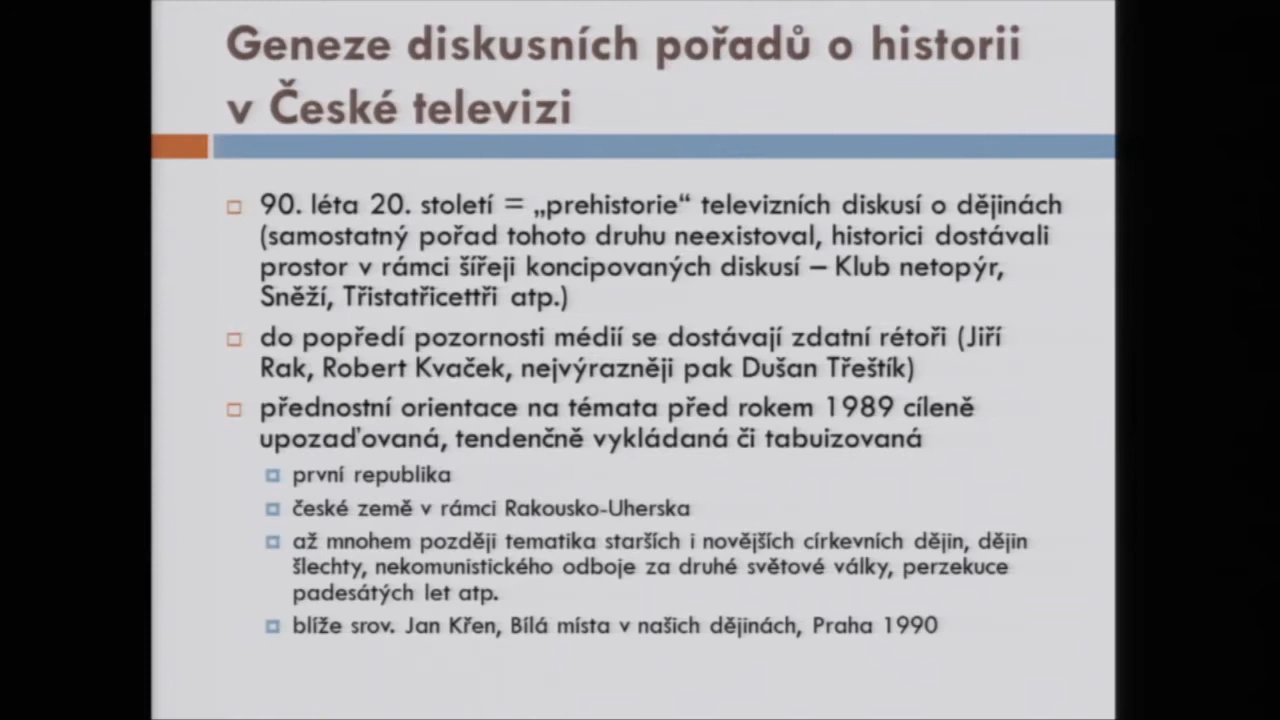 Geneze diskusních pořadů o historii
v České televizi
90. léta 20. století = „prehistorie“ televizních diskusí o dějinách
(samostatný pořad tohoto druhu neexistoval, historici dostávali
prostor v rámci šířeji koncipovaných diskusí – Klub netopýr,
Sněží, Třistatřicettři atp.)
do popředí pozornosti médií se dostávají zdatní rétoři (Jiří
Rak, Robert Kvaček, nejvýrazněji pak Dušan Třeštík)
přednostní orientace na témata před rokem 1989 cíleně
upozaďovaná, tendenčně vykládaná či tabuizovaná
první republika
české země v rámci Rakousko-Uherska
až mnohem později tematika starších i novějších církevních dějin, dějin
šlechty, nekomunistického odboje za druhé světové války, perzekuce
padesátých let atp.
blíže srov. Jan Křen, Bílá místa v našich dějinách, Praha 1990